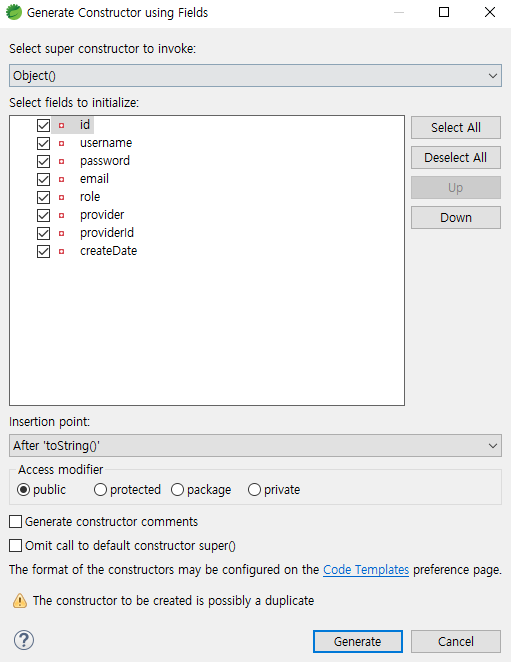 Generate Constructor using Fields
Select super constructor to invoke:
Object()
Select fields to initialize:
id
username
password
email
role
provider
providerId
createDate
Select All
Deselect All
Up
Down
Insertion point:
After 'toString()'
Access modifier
public protected package private
Generate constructor comments
Omit call to default constructor super()
The format of the constructors may be configured on the Code Templates preference page.
The constructor to be created is possibly a duplicate
? Generate Cancel